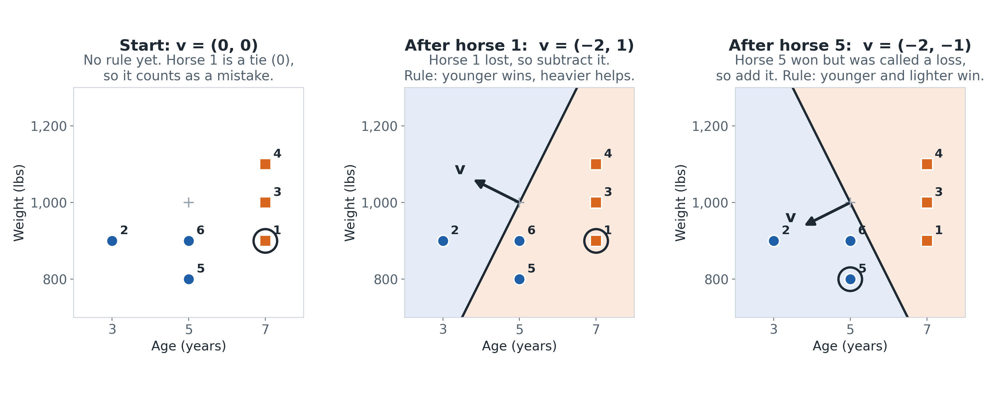 Start: v = (0, 0)
No rule yet. Horse 1 is a tie (0),
so it counts as a mistake.
Weight (lbs)
1,200
1,000
800
4
3
2
6
1
5
3
5
7
Age (years)
After horse 1:  v = (−2, 1)
Horse 1 lost, so subtract it.
Rule: younger wins, heavier helps.
Weight (lbs)
1,200
1,000
800
4
v
3
2
6
1
5
3
5
7
Age (years)
After horse 5:  v = (−2, −1)
Horse 5 won but was called a loss,
so add it. Rule: younger and lighter win.
Weight (lbs)
1,200
1,000
800
4
3
v
2
6
1
5
3
5
7
Age (years)